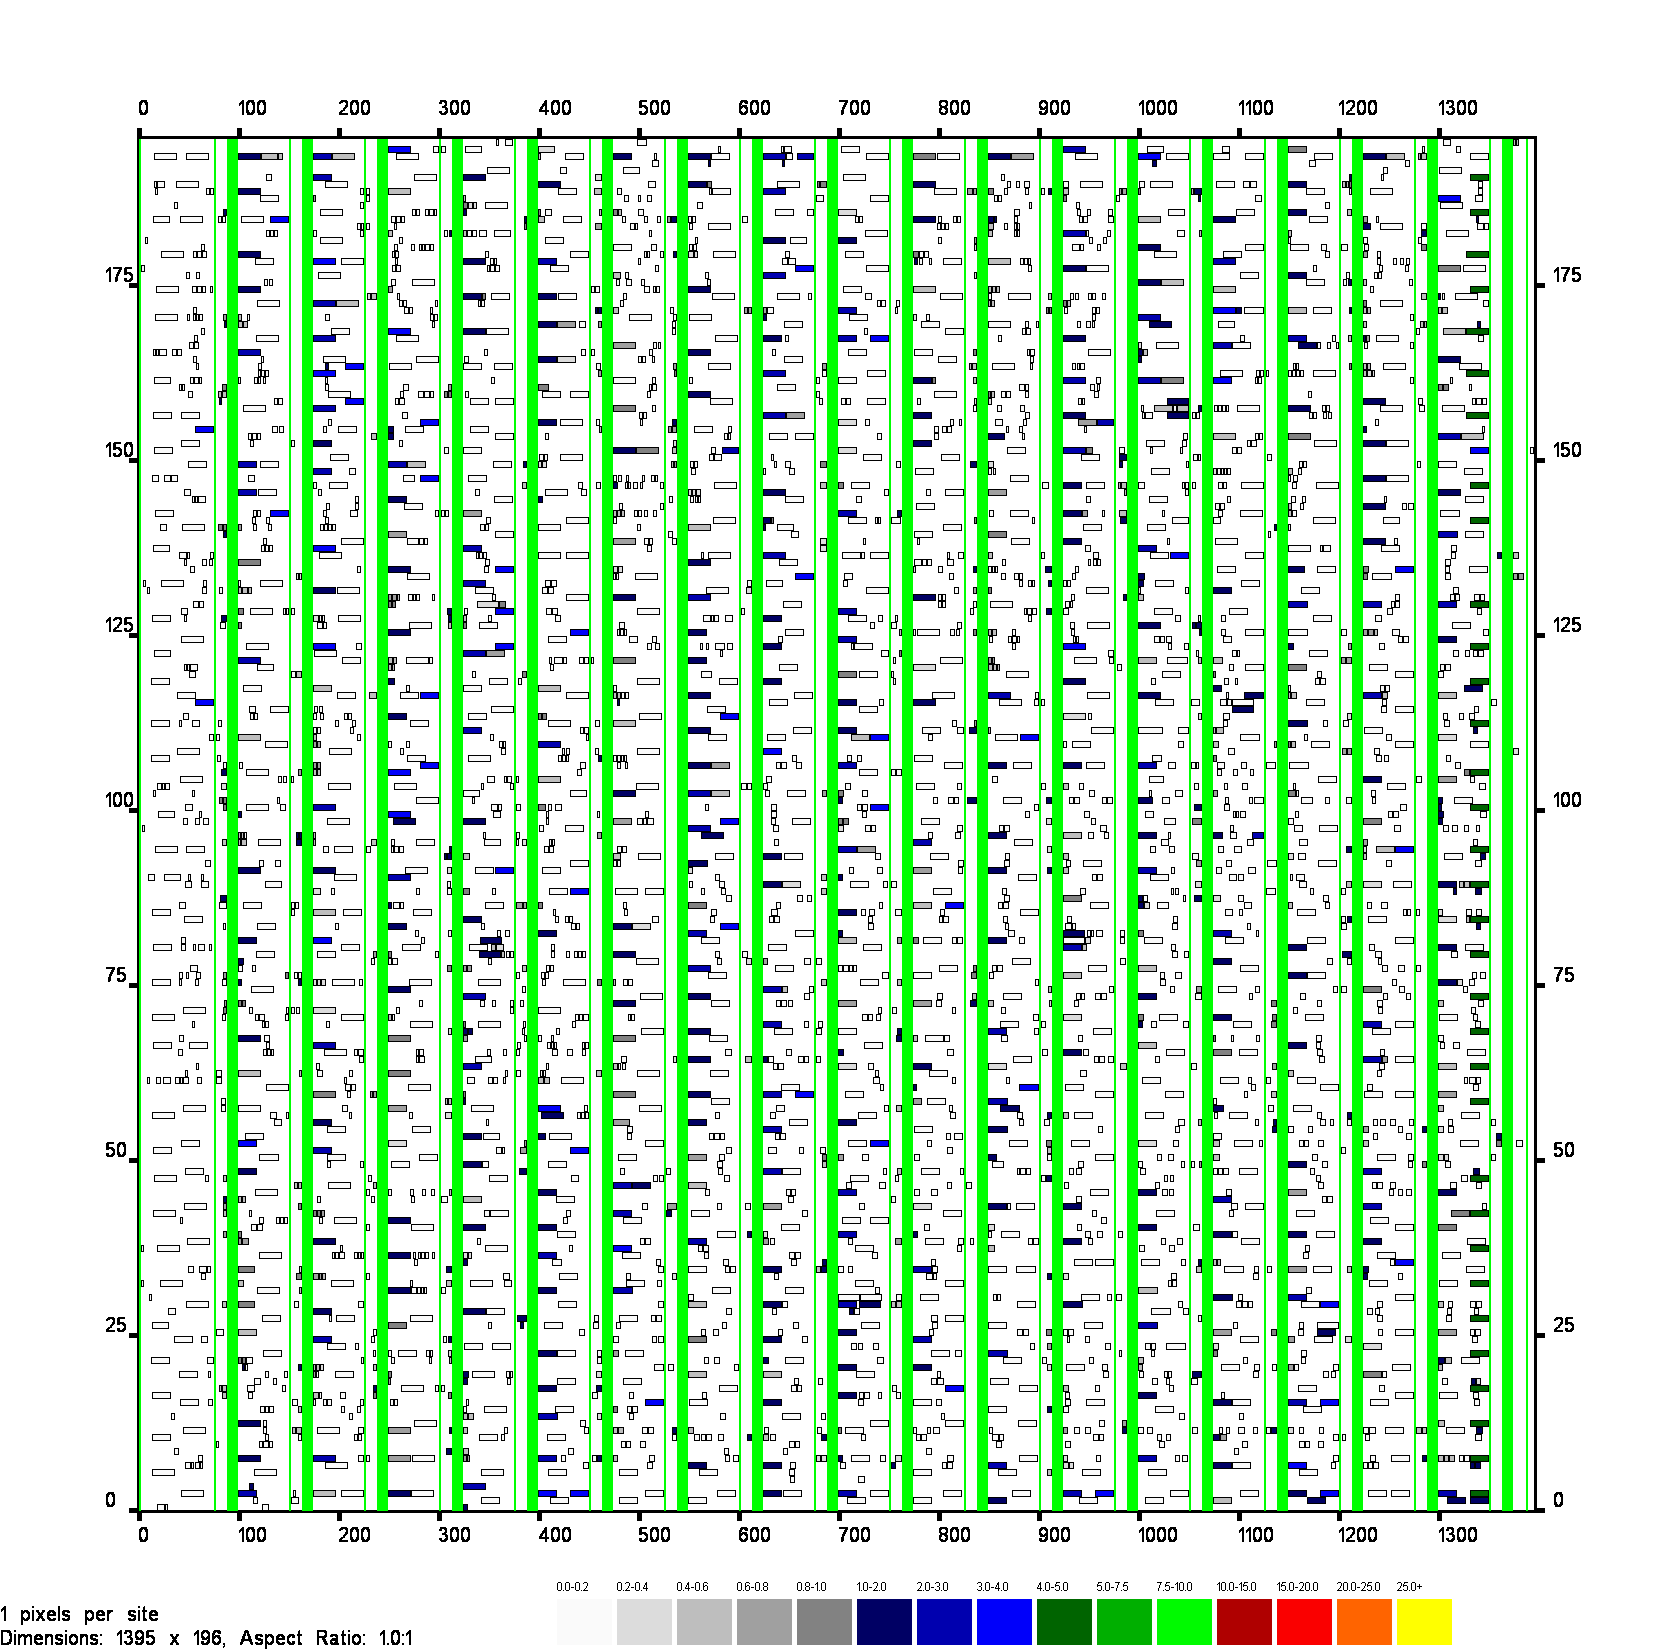 0 100 200 300 400 500 600 700 800 900 1000 1100 1200 1300
175 175
150 150
125 125
100 100
75 75
50 50
25 25
0 0
0 100 200 300 400 500 600 700 800 900 1000 1100 1200 1300
0.0-0.2 0.2-0.4 0.4-0.6 0.6-0.8 0.8-1.0 1.0-2.0 2.0-3.0 3.0-4.0 4.0-5.0 5.0-7.5 7.5-10.0 10.0-15.0 15.0-20.0 20.0-25.0 25.0+
1 pixels per site
Dimensions: 1395 x 196, Aspect Ratio: 1.0:1